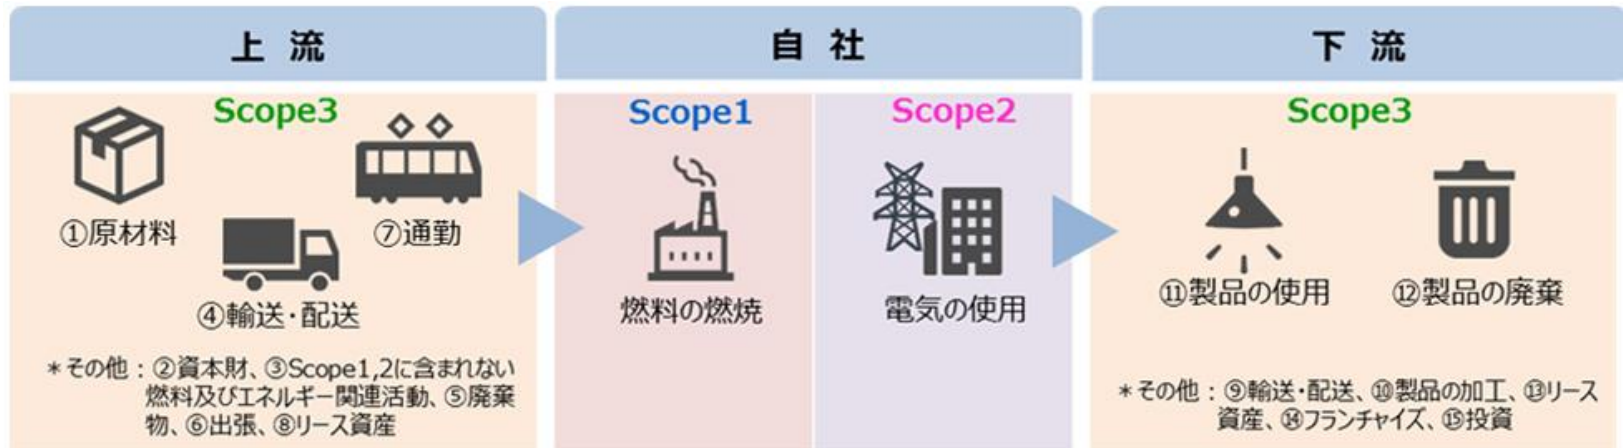 上 流
自 社
下 流
Scope3
①原材料
⑦通勤
④輸送・配送
＊その他：②資本財、③Scope1,2に含まれない
燃料及びエネルギー関連活動、⑤廃棄
物、⑥出張、⑧リース資産
Scope1
燃料の燃焼
Scope2
電気の使用
Scope3
⑪製品の使用
⑫製品の廃棄
＊その他：⑨輸送・配送、⑩製品の加工、⑬リース
資産、⑭フランチャイズ、⑮投資